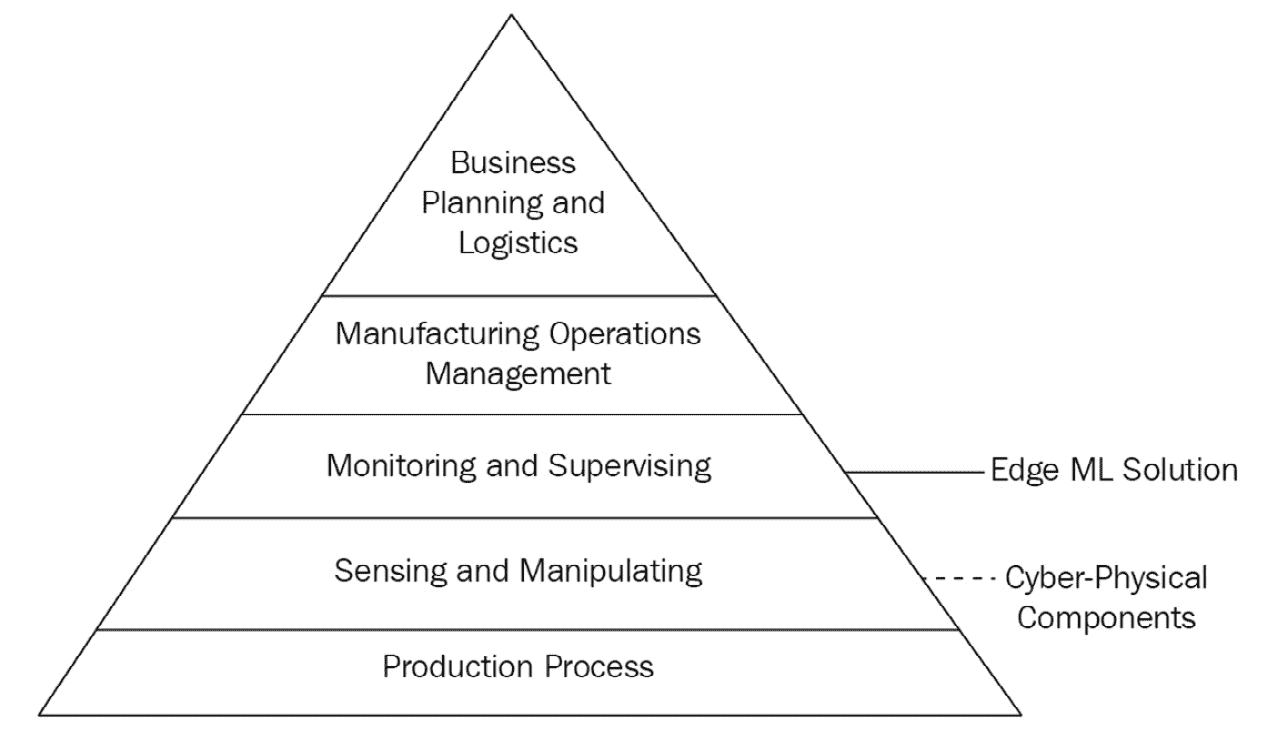 Business
Planning and
Logistics
Manufacturing Operations
Management
Monitoring and Supervising
Edge ML Solution
Sensing and Manipulating
Cyber-Physical
Components
Production Process